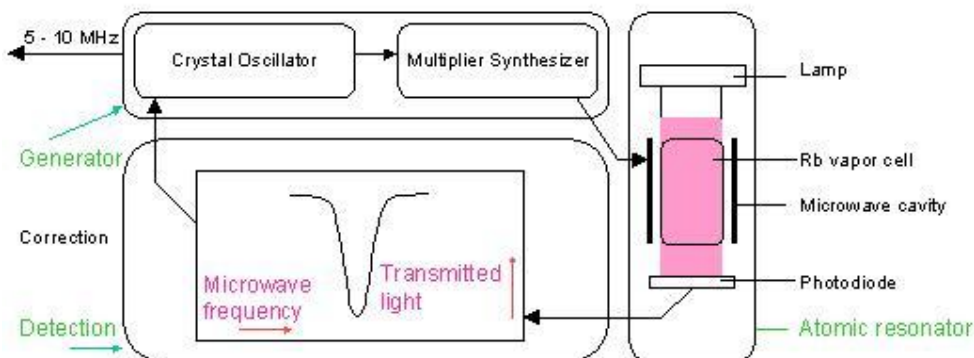 5 - 10 MHz
Crystal Oscillator
Multiplier Synthesizer
Lamp
Generator
Rb vapor cell
Microwave cavity
Correction
Microwave
frequency
Transmitted
light
Photodiode
Detection
Atomic resonator